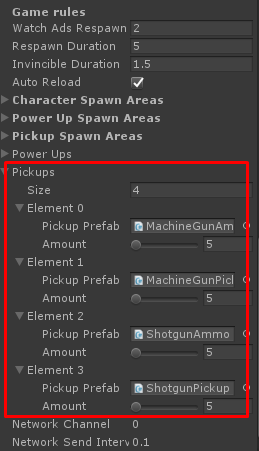 Game rules
Watch Ads Respawn 2
Respawn Duration 5
Invincible Duration 1.5
Auto Reload
Character Spawn Areas
Power Up Spawn Areas
Pickup Spawn Areas
Power Ups
Pickups
Size 4
Element 0
Pickup Prefab MachineGunAm
Amount 5
Element 1
Pickup Prefab MachineGunPicl
Amount 5
Element 2
Pickup Prefab ShotgunAmmo
Amount 5
Element 3
Pickup Prefab ShotgunPickup
Amount 5
Network Channel 0
Network Send Interv 0.1